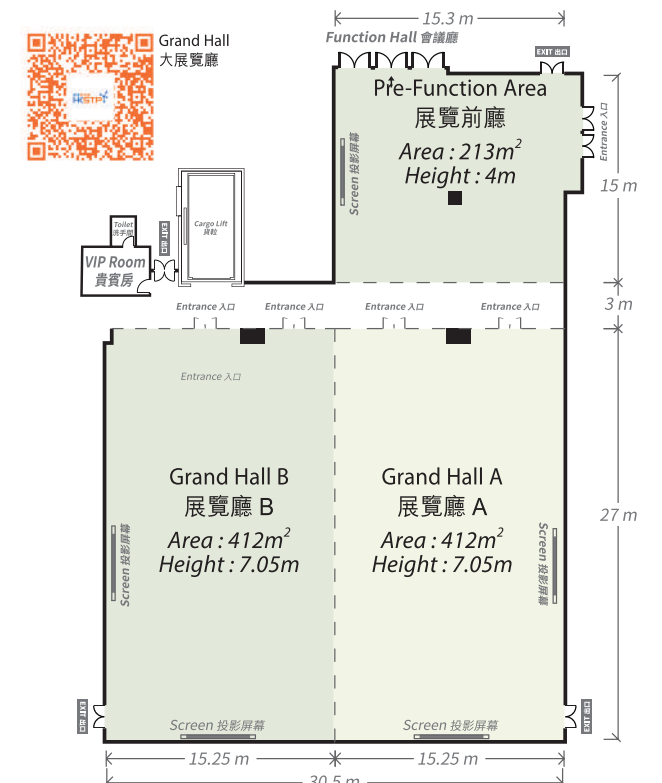 15.3 m
Function Hall 會議廳
Grand Hall
大展覽廳
HKSTP
EXIT 出口
Pre-Function Area
展覽前廳
Area : 213m²
Height : 4m
Screen 投影屏幕
Entrance 入口
15 m
Cargo Lift
貨𨋢
Toilet
洗手間
EXIT 出口
VIP Room
貴賓房
3 m
Entrance 入口
Entrance 入口
Entrance 入口
Entrance 入口
Entrance 入口
Grand Hall B
展覽廳 B
Area : 412m²
Height : 7.05m
Grand Hall A
展覽廳 A
Area : 412m²
Height : 7.05m
27 m
Screen 投影屏幕
Screen 投影屏幕
EXIT 出口
Screen 投影屏幕
Screen 投影屏幕
EXIT 出口
15.25 m
15.25 m
30.5 m